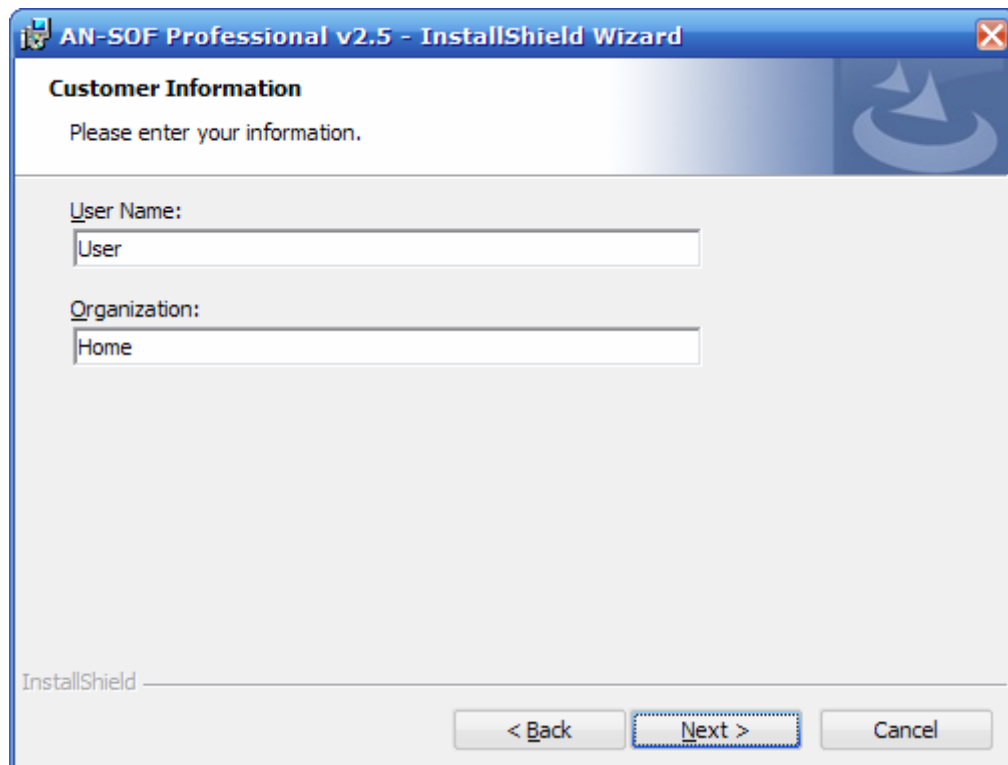 AN-SOF Professional v2.5 - InstallShield Wizard
Customer Information
Please enter your information.
User Name:
User
Organization:
Home
InstallShield
< Back Next > Cancel